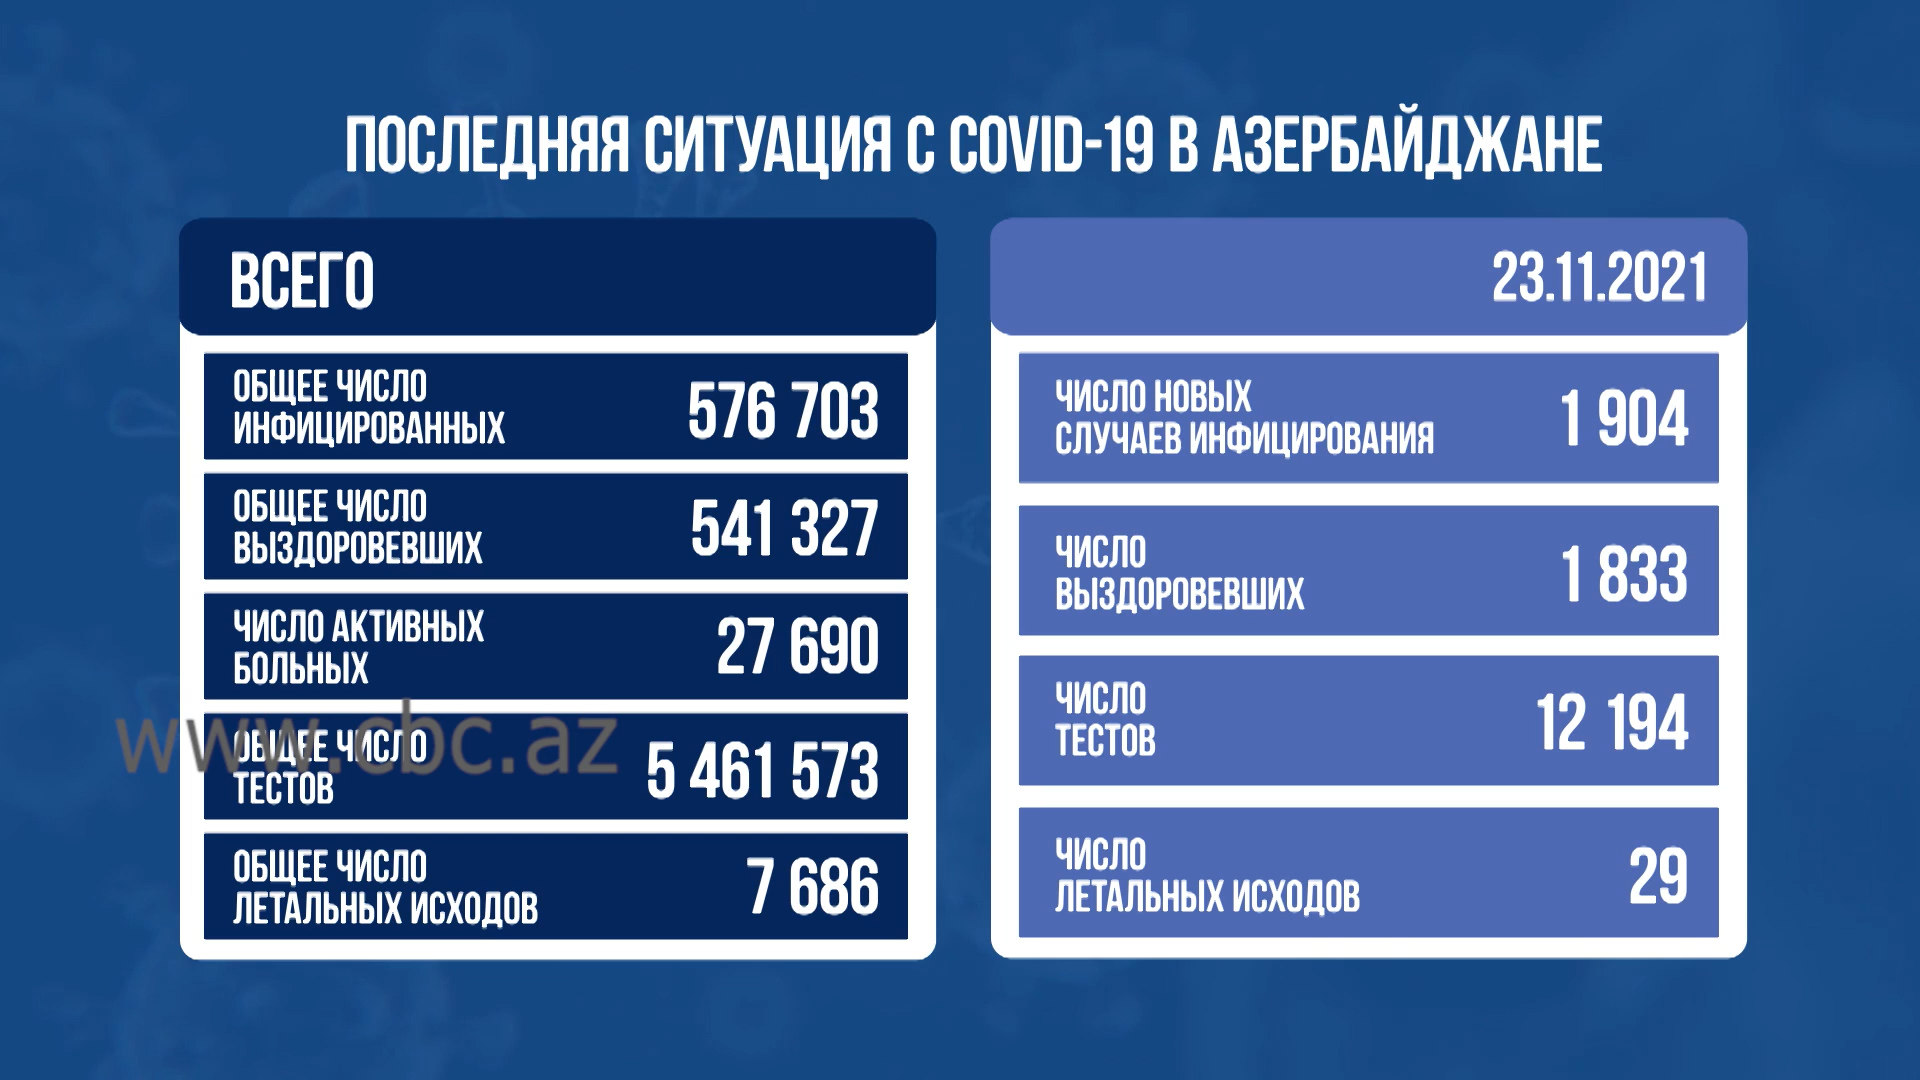 ПОСЛЕДНЯЯ СИТУАЦИЯ С COVID-19 В АЗЕРБАЙДЖАНЕ
ВСЕГО
ОБЩЕЕ ЧИСЛО
ИНФИЦИРОВАННЫХ
576 703
ОБЩЕЕ ЧИСЛО
ВЫЗДОРОВЕВШИХ
541 327
ЧИСЛО АКТИВНЫХ
БОЛЬНЫХ
27 690
ОБЩЕЕ ЧИСЛО
ТЕСТОВ
5 461 573
www.cbc.az
ОБЩЕЕ ЧИСЛО
ЛЕТАЛЬНЫХ ИСХОДОВ
7 686
23.11.2021
ЧИСЛО НОВЫХ
СЛУЧАЕВ ИНФИЦИРОВАНИЯ
1 904
ЧИСЛО
ВЫЗДОРОВЕВШИХ
1 833
ЧИСЛО
ТЕСТОВ
12 194
ЧИСЛО
ЛЕТАЛЬНЫХ ИСХОДОВ
29